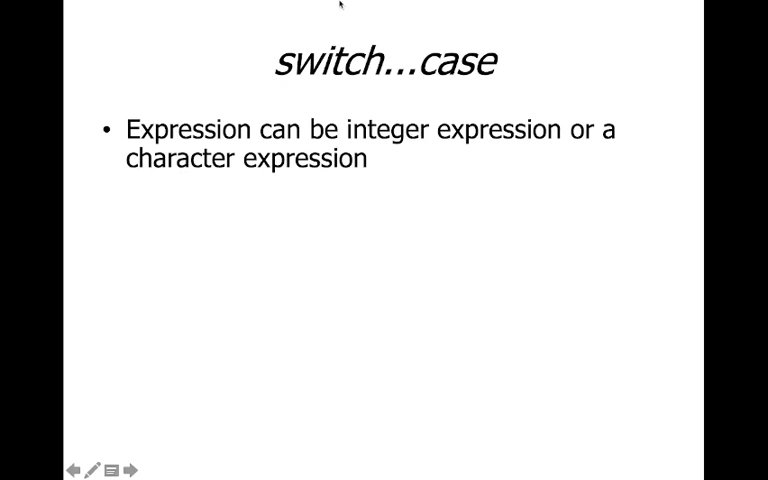 switch...case
• Expression can be integer expression or a
character expression